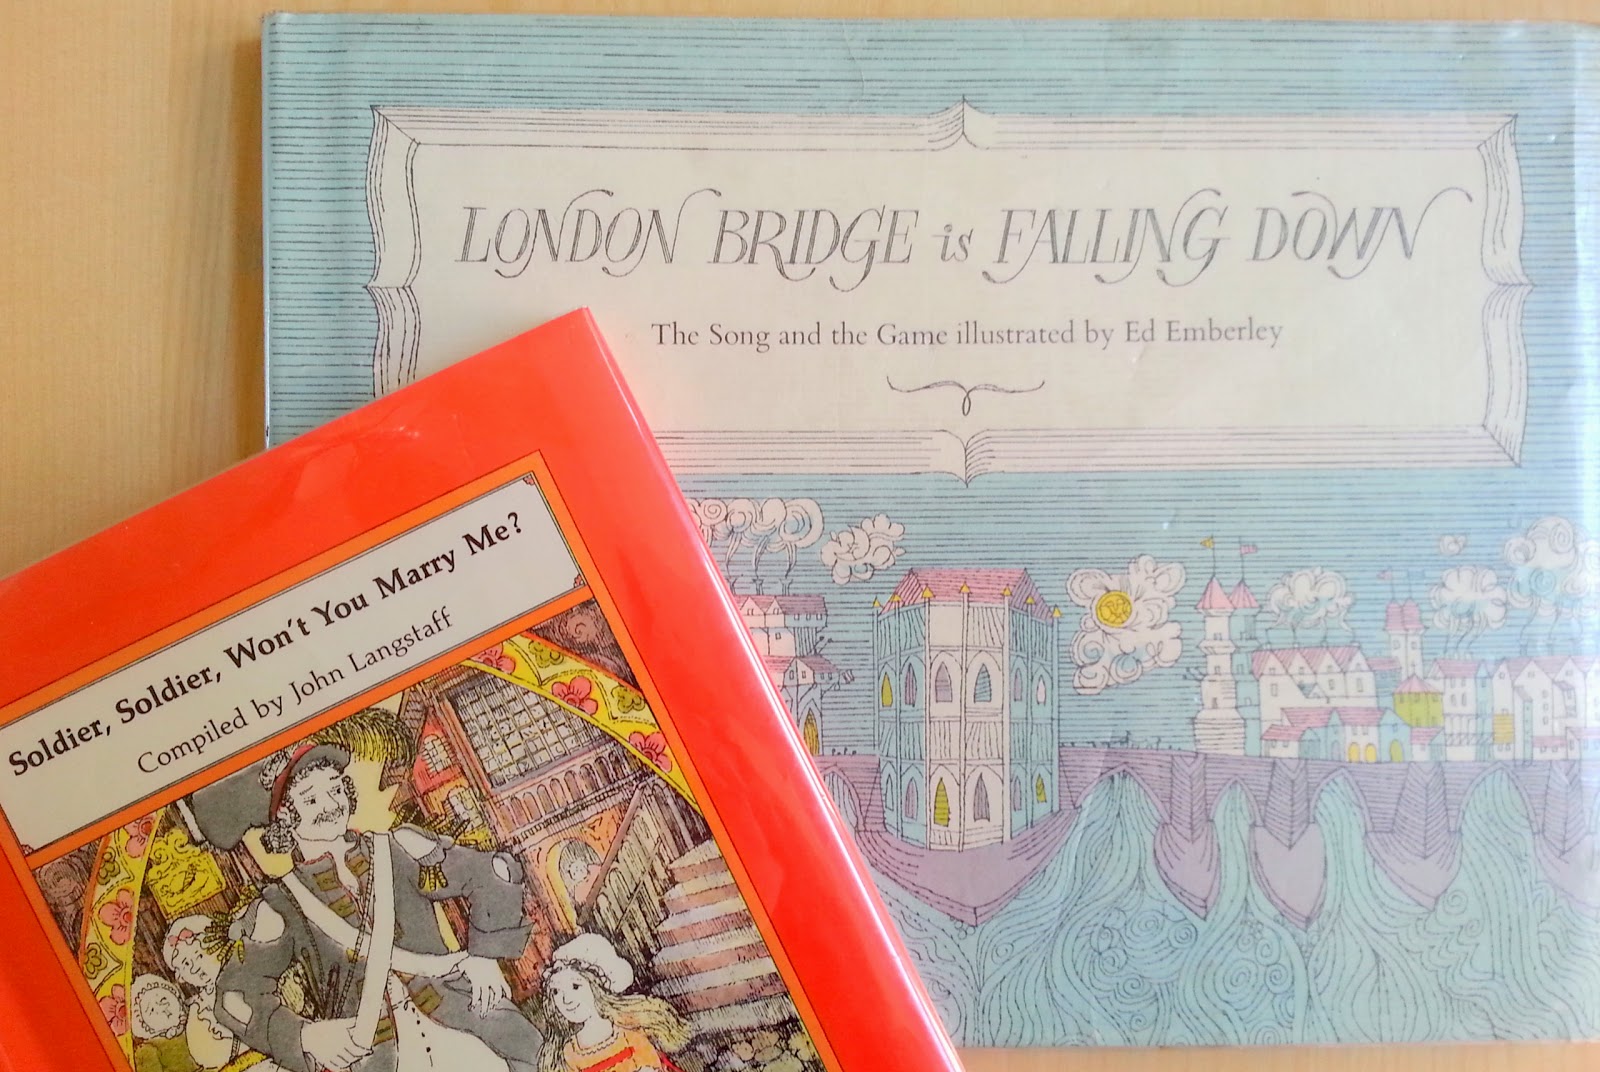 LONDON BRIDGE is FALLING DOWN
The Song and the Game illustrated by Ed Emberley
Soldier, Soldier, Won't You Marry Me?
Compiled by John Langstaff